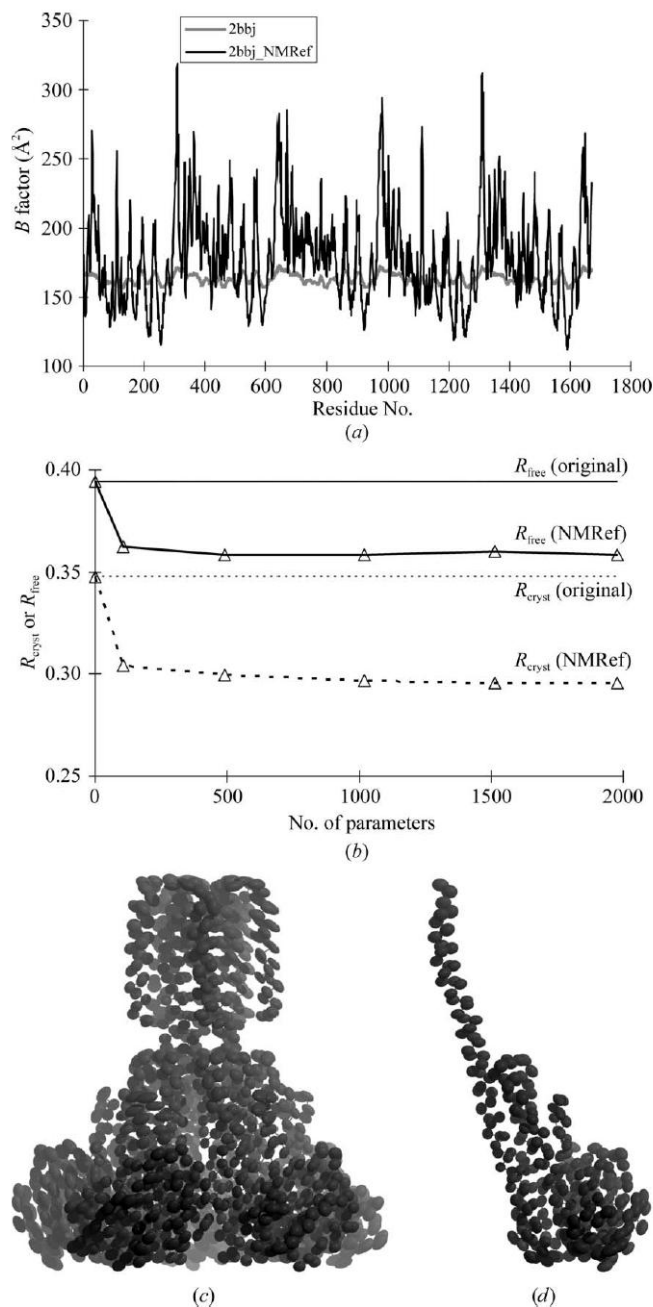 350
2bbj
2bbj_NMRef
300
250
200
150
100
B factor (Å²)
0 200 400 600 800 1000 1200 1400 1600 1800
Residue No.
(a)
0.40
R_free (original)
R_free (NMRef)
0.35
R_cryst (original)
R_cryst or R_free
R_cryst (NMRef)
0.30
0.25
0 500 1000 1500 2000
No. of parameters
(b)
(c) (d)